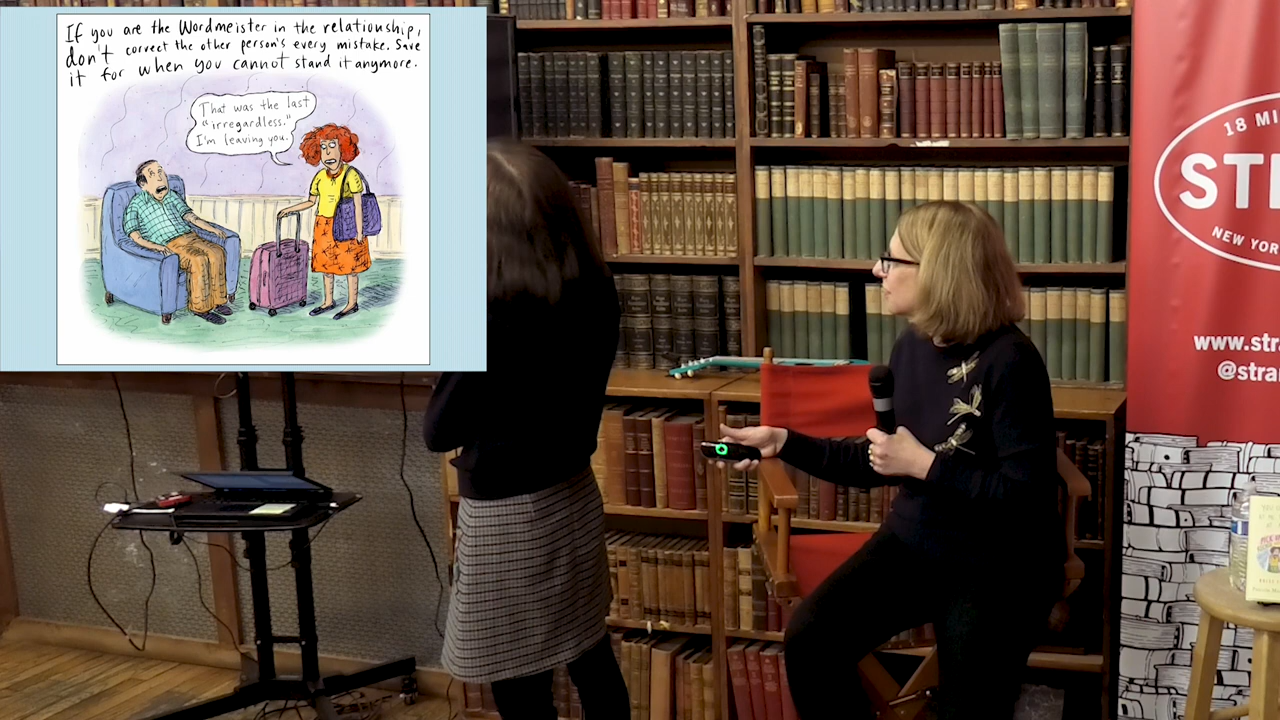 If you are the Wordmeister in the relationship,
don't correct the other person's every mistake. Save
it for when you cannot stand it anymore.
That was the last
"irregardless."
I'm leaving you.
18 MI
ST
NEW YOR
www.stra
@stra